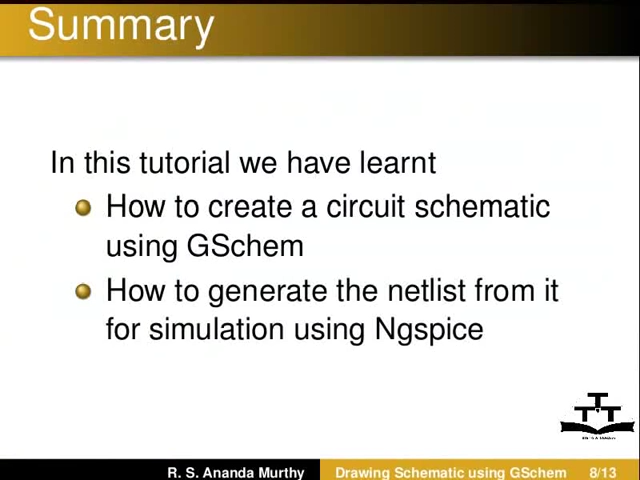 Summary
In this tutorial we have learnt
How to create a circuit schematic
using GSchem
How to generate the netlist from it
for simulation using Ngspice
T
T T
R. S. Ananda Murthy Drawing Schematic using GSchem 8/13